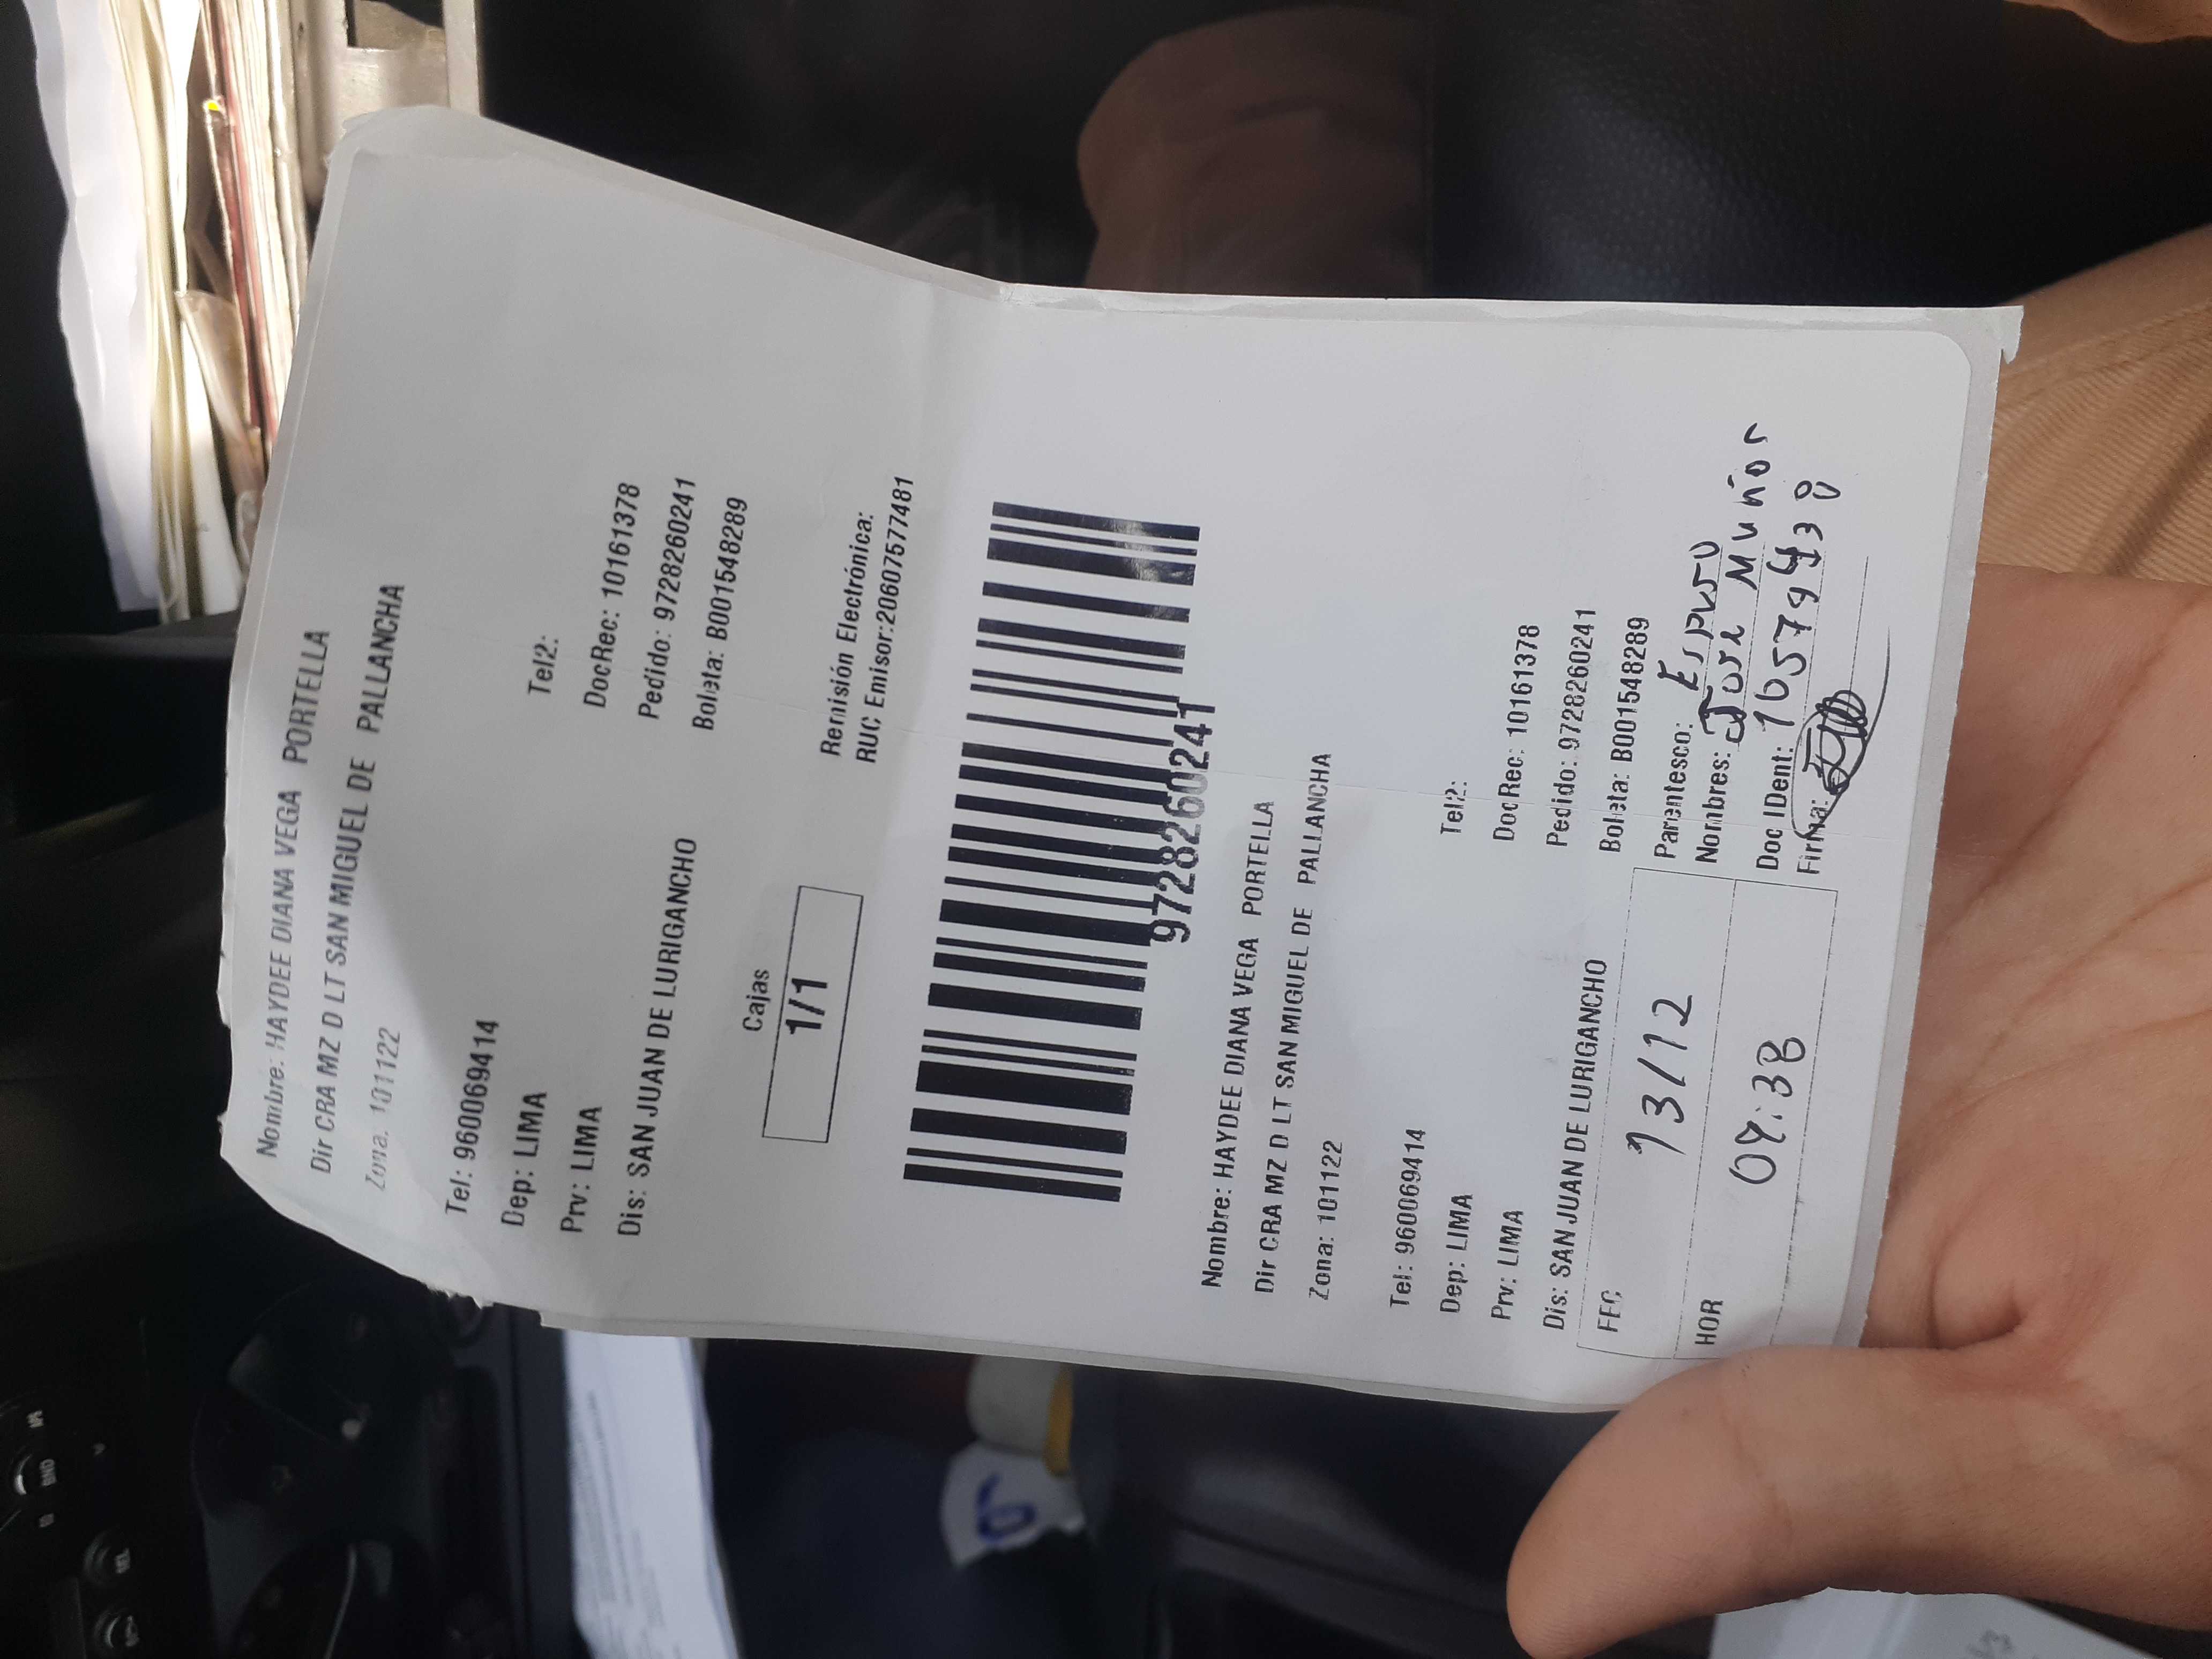 Nombre: HAYDEE DIANA VEGA PORTELLA
Dir CRA MZ D LT SAN MIGUEL DE PALLANCHA
Zona: 101122
Tel: 960069414
Tel2:
Dep: LIMA
DocRec: 10161378
Prv: LIMA
Pedido: 9728260241
Dis: SAN JUAN DE LURIGANCHO
Boleta: B001548289
Cajas
1/1
Remisión Electrónica:
RUC Emisor:20607577481
9728260241
Nombre: HAYDEE DIANA VEGA PORTELLA
Dir CRA MZ D LT SAN MIGUEL DE PALLANCHA
Zona: 101122
Tel: 960069414
Tel2:
Dep: LIMA
DocRec: 10161378
Prv: LIMA
Pedido: 9728260241
Dis: SAN JUAN DE LURIGANCHO
Boleta: B001548289
FEC
13/12
Parentesco: Esposo
Nombres: Jose Muñor
HOR
Doc IDent:
Firma: